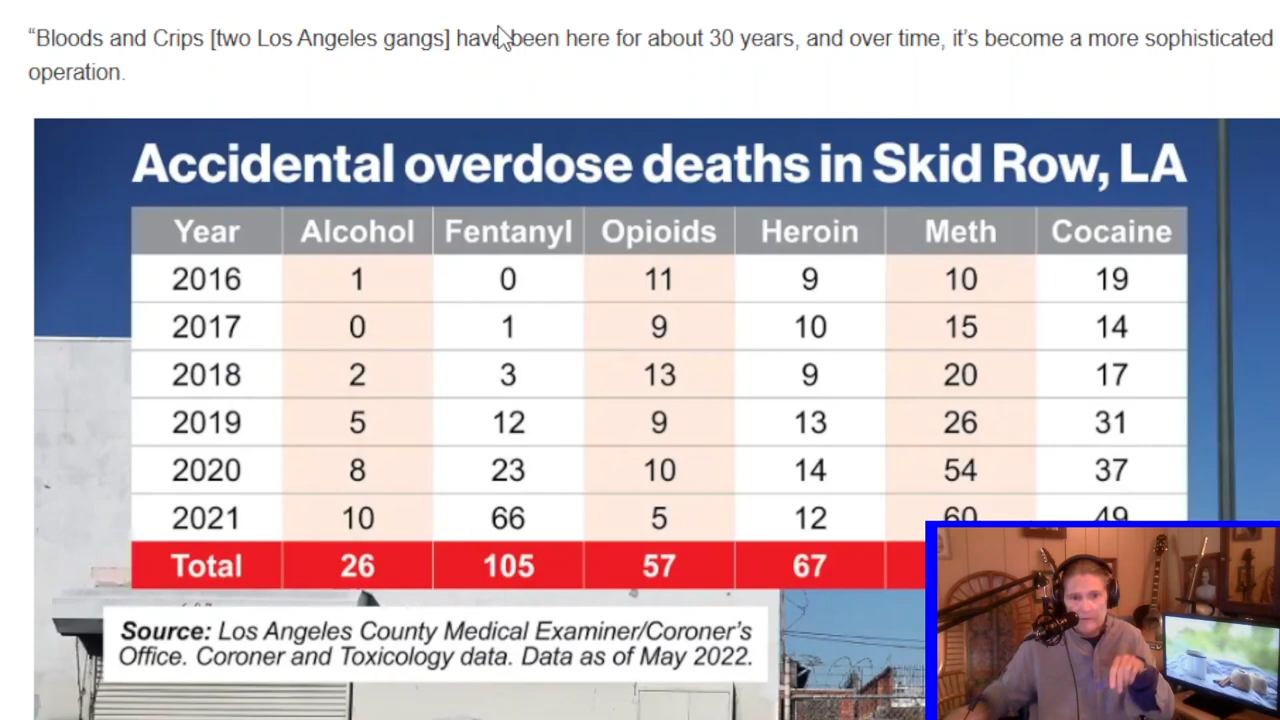 “Bloods and Crips [two Los Angeles gangs] have been here for about 30 years, and over time, it’s become a more sophisticated
operation.
Accidental overdose deaths in Skid Row, LA
Year Alcohol Fentanyl Opioids Heroin Meth Cocaine
2016 1 0 11 9 10 19
2017 0 1 9 10 15 14
2018 2 3 13 9 20 17
2019 5 12 9 13 26 31
2020 8 23 10 14 54 37
2021 10 66 5 12 60 49
Total 26 105 57 67
Source: Los Angeles County Medical Examiner/Coroner’s
Office. Coroner and Toxicology data. Data as of May 2022.